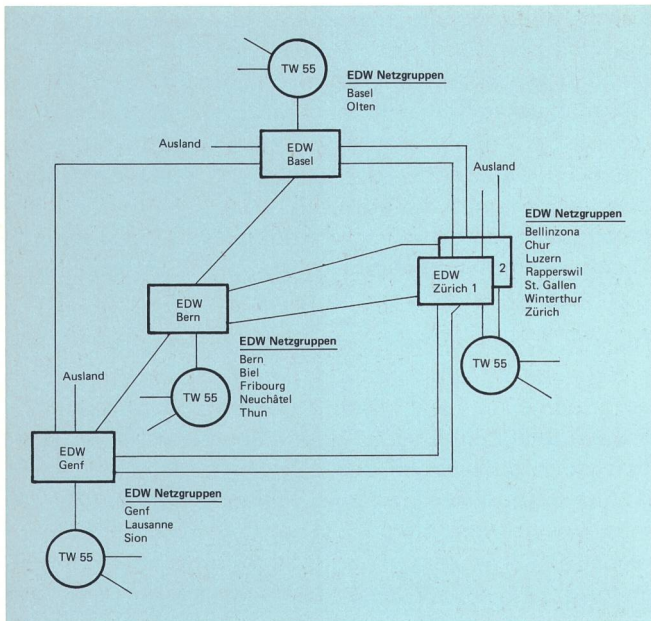 TW 55
EDW Netzgruppen
Basel
Olten
Ausland
EDW
Basel
Ausland
EDW Netzgruppen
Bellinzona
Chur
Luzern
Rapperswil
St. Gallen
Winterthur
Zürich
2
EDW
Zürich 1
TW 55
EDW
Bern
EDW Netzgruppen
Bern
Biel
Fribourg
Neuchâtel
Thun
TW 55
Ausland
EDW
Genf
EDW Netzgruppen
Genf
Lausanne
Sion
TW 55